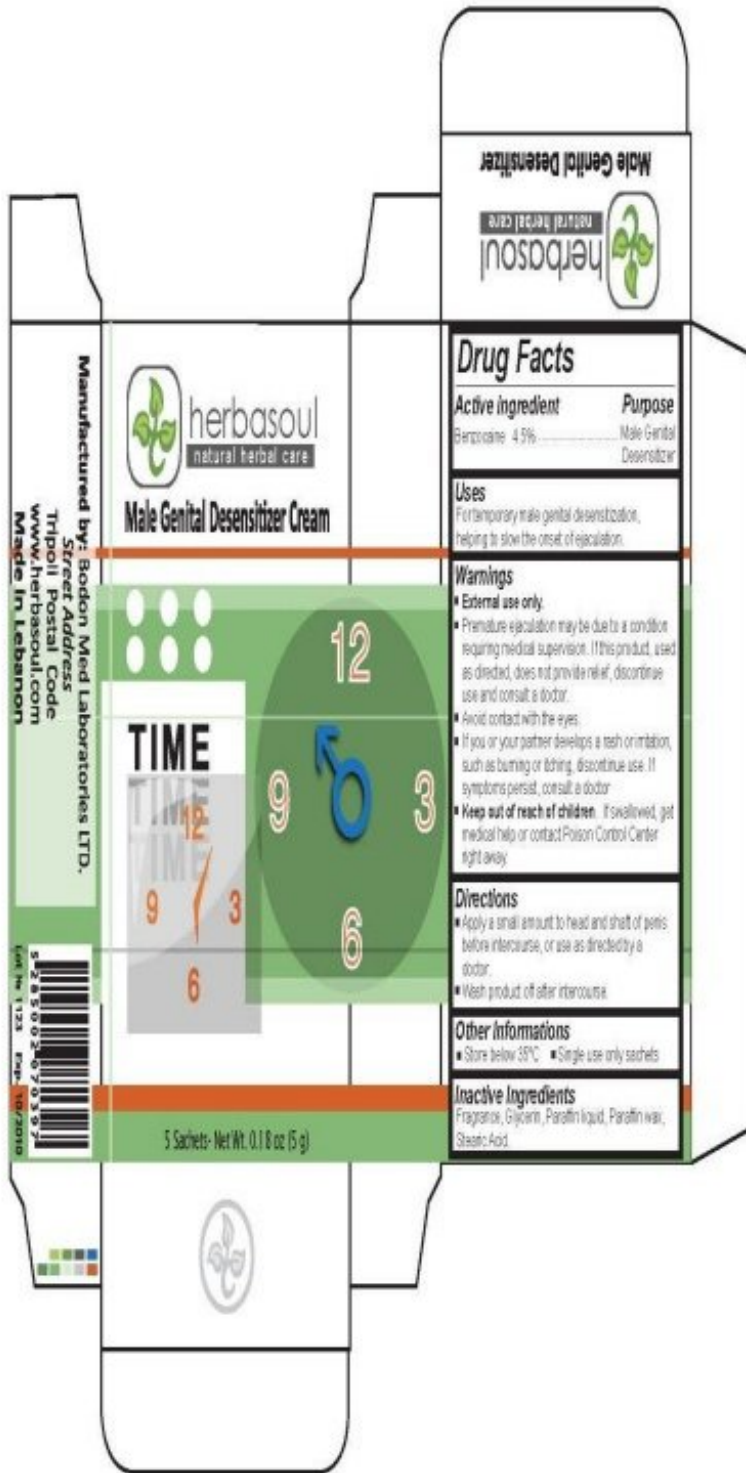 Manufactured by: Bodon Med Laboratories LTD.
Street Address
Tripoli Postal Code
www.herbasoul.com
Made In Lebanon
5285002070397
Lot № 1123 Exp- 10/2010
herbasoul
natural herbal care
Male Genital Desensitizer Cream
TIME
TIME
TIME
12
3
6
9
12
3
6
9
5 Sachets- Net Wt. 0.18 oz (5 g)
herbasoul
natural herbal care
Male Genital Desensitizer
Drug Facts
Active ingredient Purpose
Benzocaine 4.5% ........................ Male Genital
Desensitizer
Uses
For temporary male genital desensitization,
helping to slow the onset of ejaculation.
Warnings
▪ External use only.
▪ Premature ejaculation may be due to a condition
requiring medical supervision. If this product, used
as directed, does not provide relief, discontinue
use and consult a doctor.
▪ Avoid contact with the eyes.
▪ If you or your partner develops a rash or irritation,
such as burning or itching, discontinue use. If
symptoms persist, consult a doctor
▪ Keep out of reach of children. If swallowed, get
medical help or contact Poison Control Center
right away.
Directions
▪ Apply a small amount to head and shaft of penis
before intercourse, or use as directed by a
doctor.
▪ Wash product off after intercourse.
Other Informations
▪ Store below 35°C ▪ Single use only sachets
Inactive Ingredients
Fragrance, Glycerin, Paraffin liquid, Paraffin wax,
Stearic Acid.